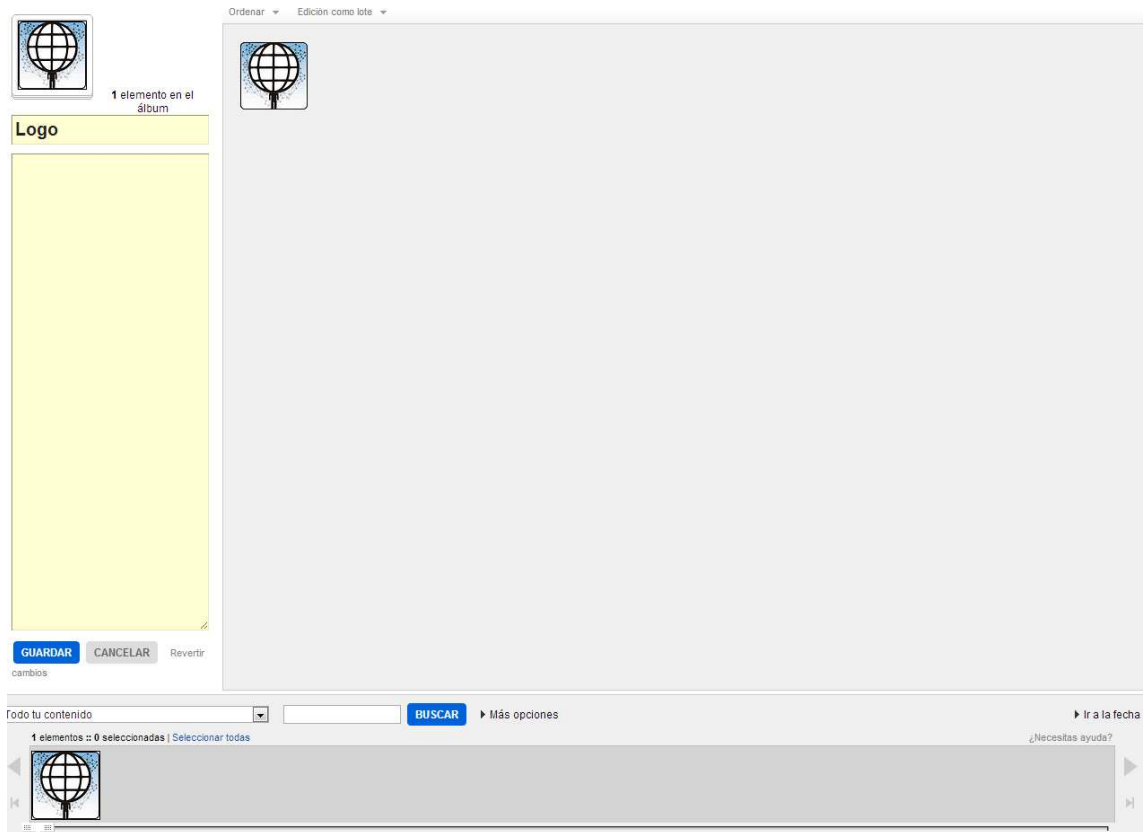 Ordenar Edición como lote
1 elemento en el
álbum
Logo
GUARDAR CANCELAR Revertir
cambios
Todo tu contenido BUSCAR Más opciones Ir a la fecha
1 elementos :: 0 seleccionadas | Seleccionar todas ¿Necesitas ayuda?